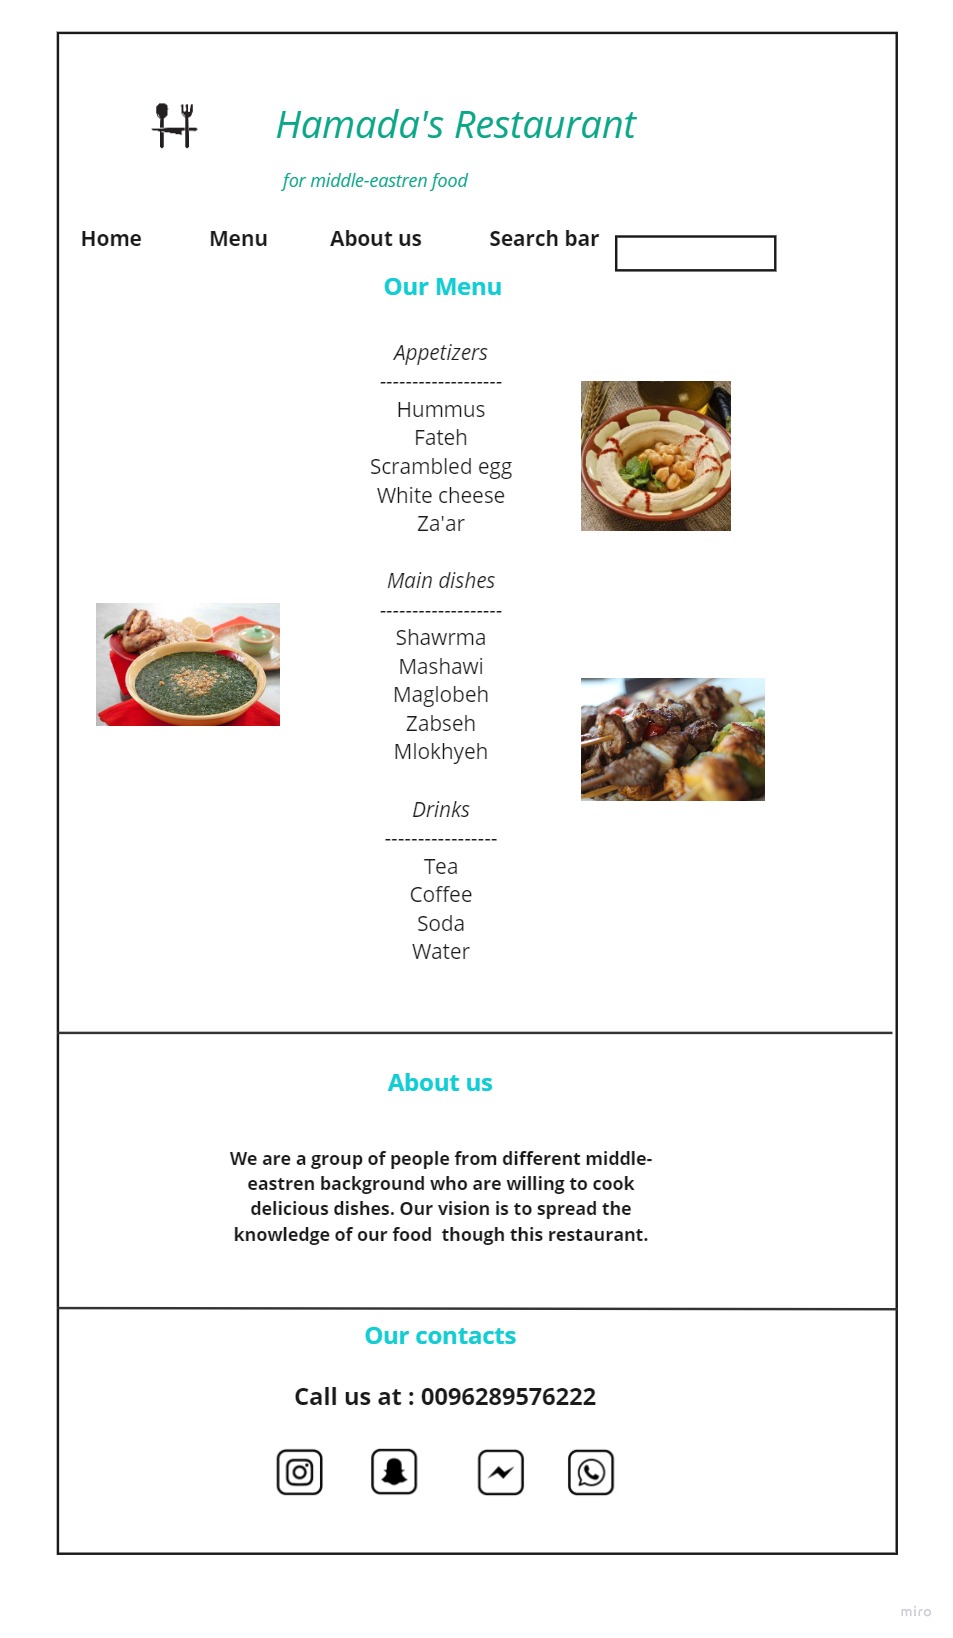 Hamada's Restaurant
for middle-eastren food
Home Menu About us Search bar
Our Menu
Appetizers
-------------------
Hummus
Fateh
Scrambled egg
White cheese
Za'ar
Main dishes
-------------------
Shawrma
Mashawi
Maglobeh
Zabseh
Mlokhyeh
Drinks
-----------------
Tea
Coffee
Soda
Water
About us
We are a group of people from different middle-
eastren background who are willing to cook
delicious dishes. Our vision is to spread the
knowledge of our food  though this restaurant.
Our contacts
Call us at : 0096289576222
miro